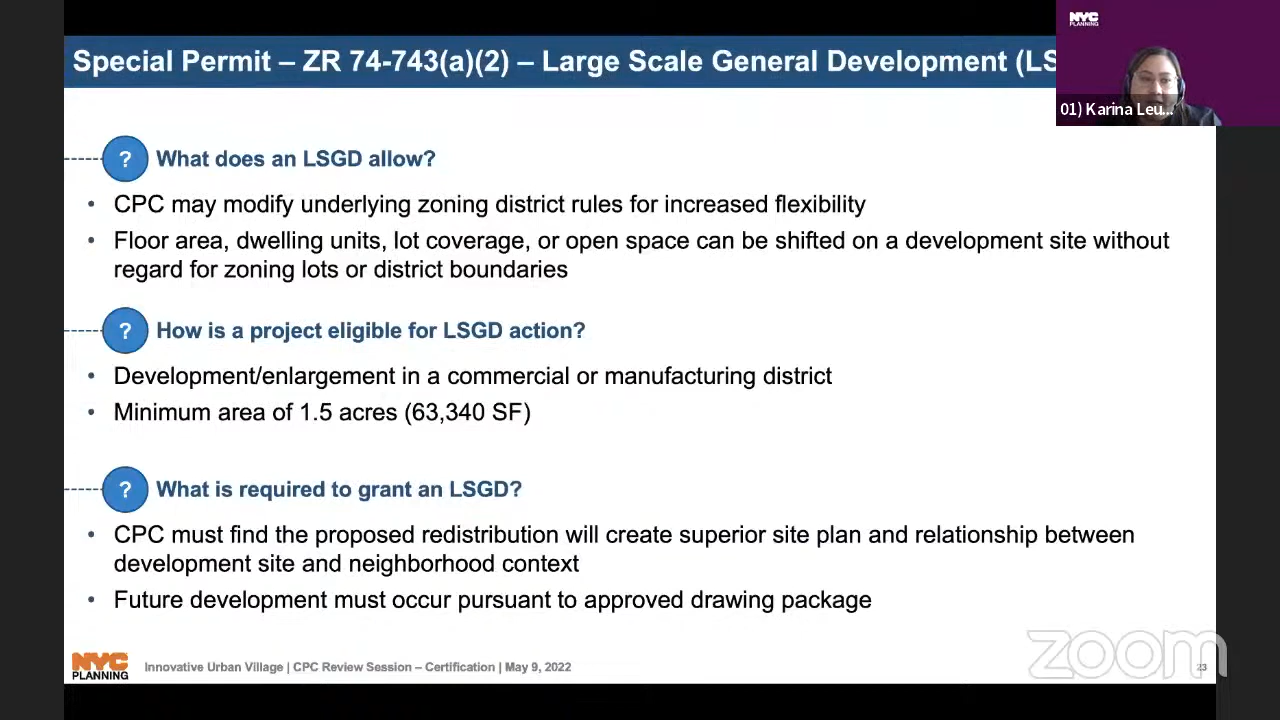 Special Permit – ZR 74-743(a)(2) – Large Scale General Development (LS
NYC
PLANNING
01) Karina Leu...
?
What does an LSGD allow?
• CPC may modify underlying zoning district rules for increased flexibility
• Floor area, dwelling units, lot coverage, or open space can be shifted on a development site without
regard for zoning lots or district boundaries
?
How is a project eligible for LSGD action?
• Development/enlargement in a commercial or manufacturing district
• Minimum area of 1.5 acres (63,340 SF)
?
What is required to grant an LSGD?
• CPC must find the proposed redistribution will create superior site plan and relationship between
development site and neighborhood context
• Future development must occur pursuant to approved drawing package
NYC
PLANNING
Innovative Urban Village | CPC Review Session – Certification | May 9, 2022
zoom
23